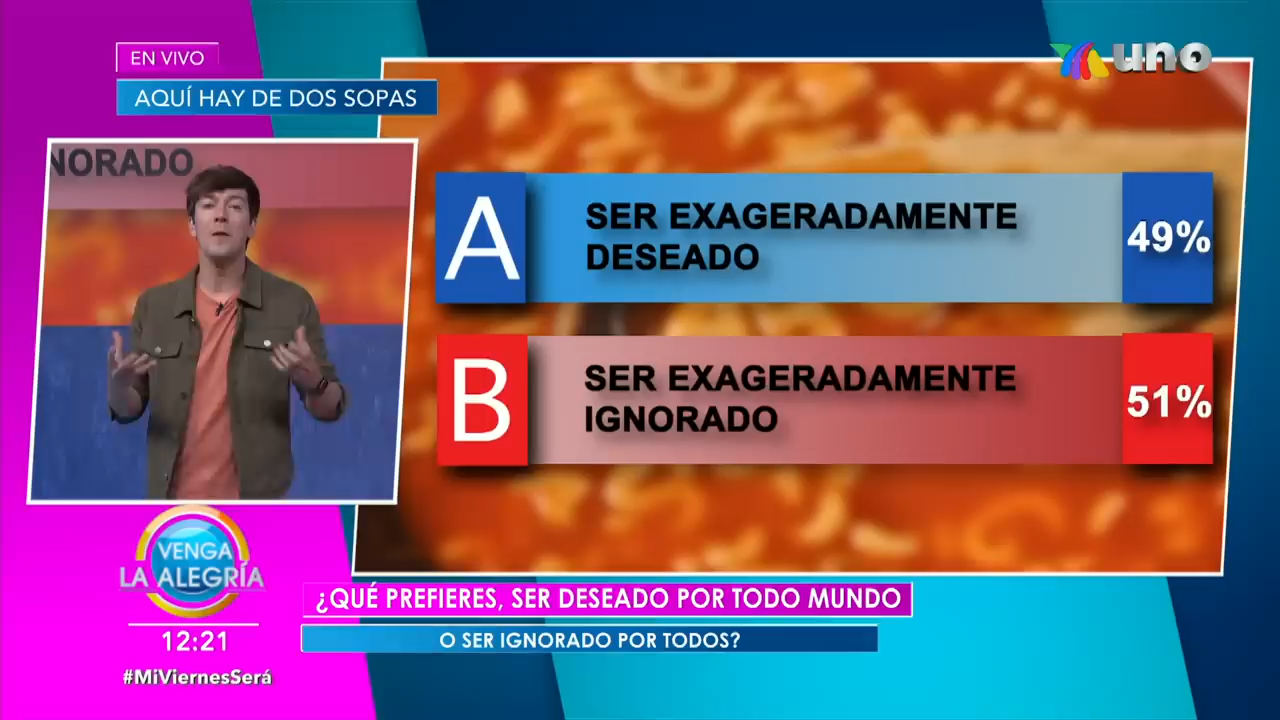 EN VIVO
AQUÍ HAY DE DOS SOPAS
uno
NORADO
A
SER EXAGERADAMENTE
DESEADO
49%
B
SER EXAGERADAMENTE
IGNORADO
51%
VENGA
LA ALEGRÍA
12:21
#MiViernesSerá
¿QUÉ PREFIERES, SER DESEADO POR TODO MUNDO
O SER IGNORADO POR TODOS?